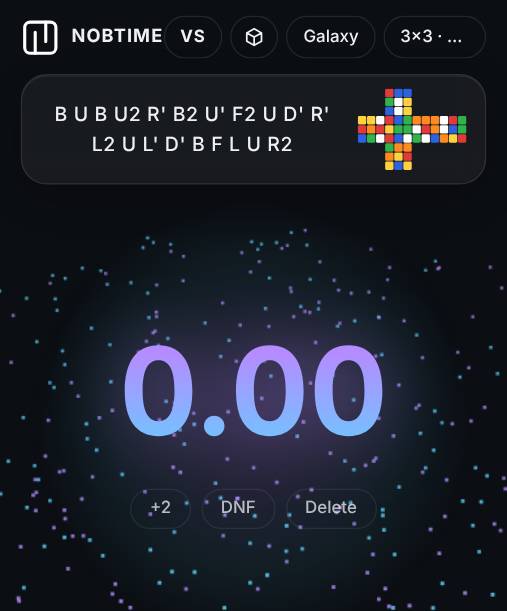 NOBTIME VS Galaxy 3×3 · ...
B U B U2 R' B2 U' F2 U D' R'
L2 U L' D' B F L U R2
0.00
+2 DNF Delete